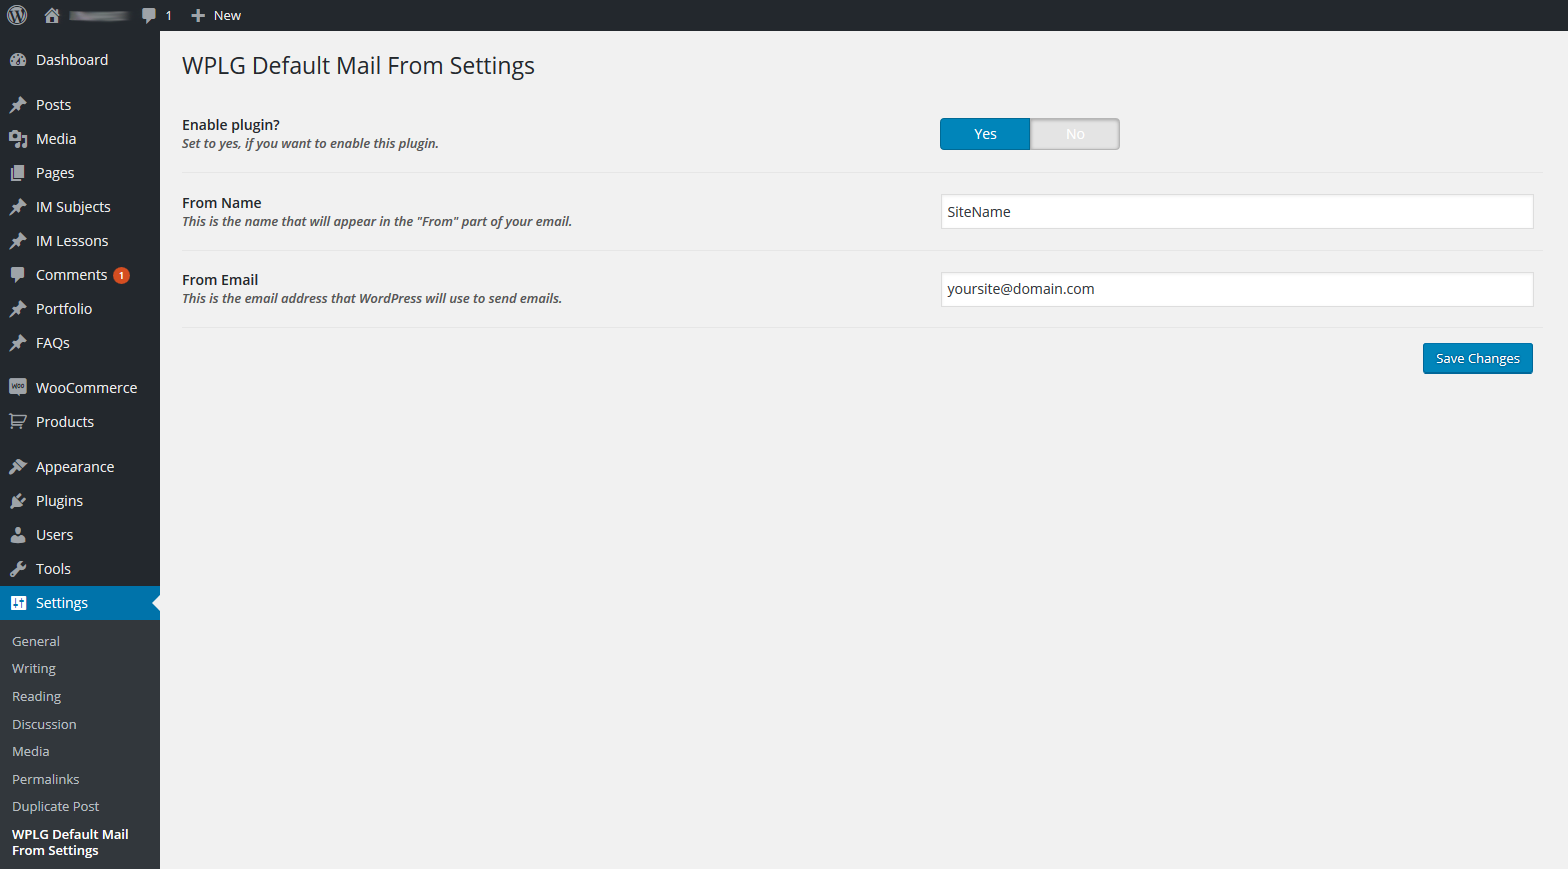 1 New
Dashboard
Posts
Media
Pages
IM Subjects
IM Lessons
Comments 1
Portfolio
FAQs
WooCommerce
Products
Appearance
Plugins
Users
Tools
Settings
General
Writing
Reading
Discussion
Media
Permalinks
Duplicate Post
WPLG Default Mail
From Settings
WPLG Default Mail From Settings
Enable plugin?
Set to yes, if you want to enable this plugin.
Yes No
From Name
This is the name that will appear in the "From" part of your email.
SiteName
From Email
This is the email address that WordPress will use to send emails.
yoursite@domain.com
Save Changes